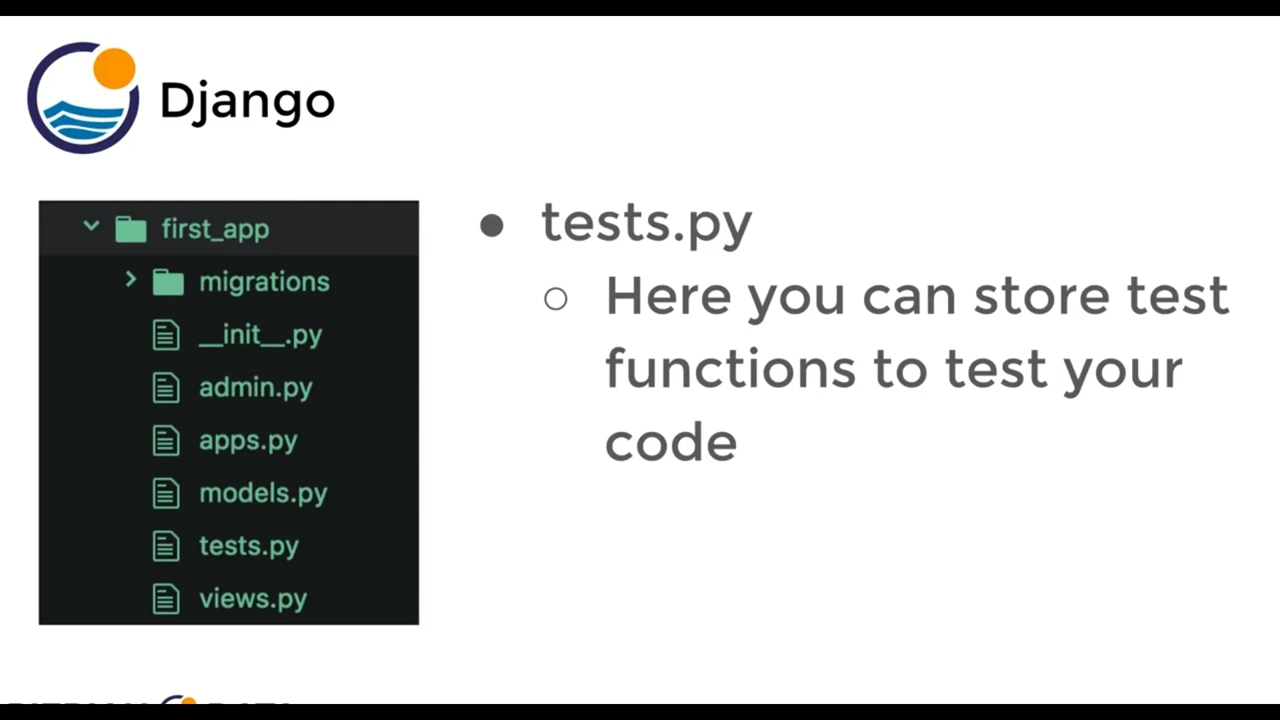 Django
first_app
migrations
__init__.py
admin.py
apps.py
models.py
tests.py
views.py
● tests.py
○ Here you can store test
functions to test your
code